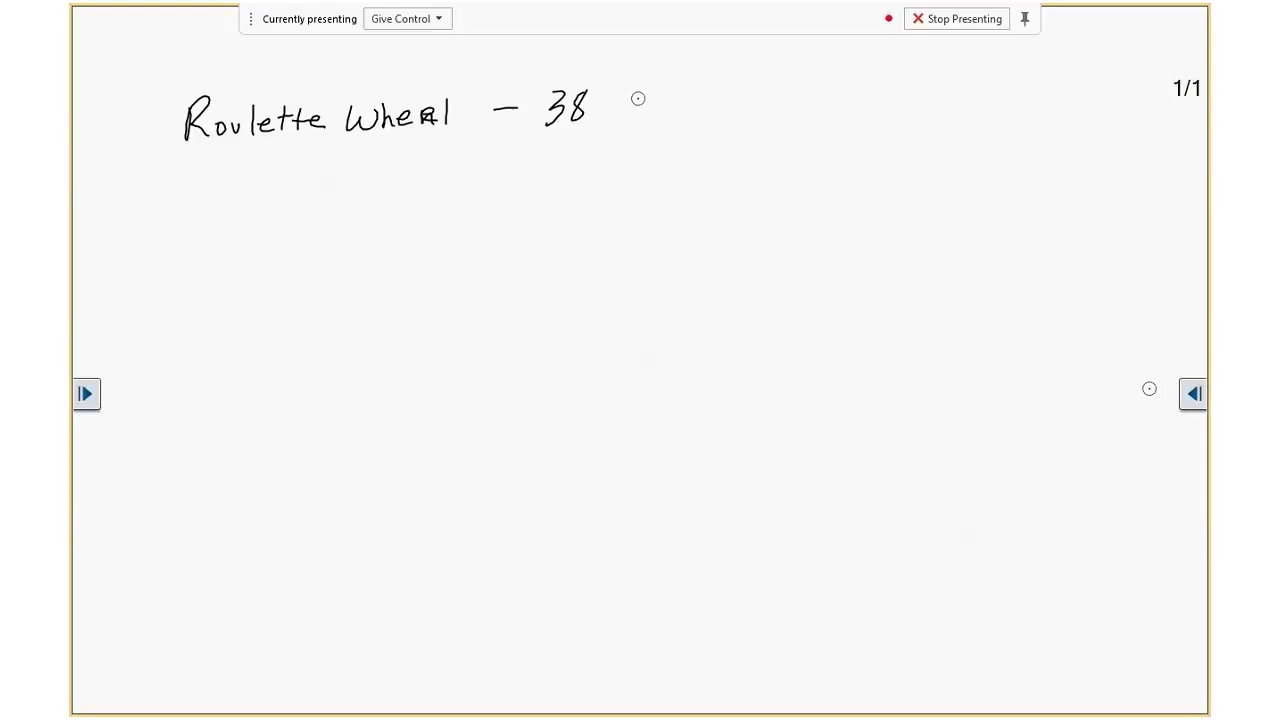 Currently presenting Give Control Stop Presenting
1/1
Roulette Wheel – 38